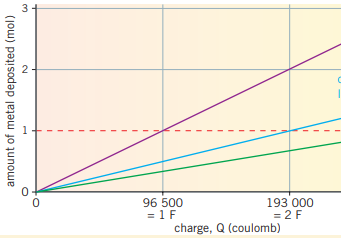 amount of metal deposited (mol)
3
2
1
0
0
96 500
= 1 F
193 000
= 2 F
charge, Q (coulomb)